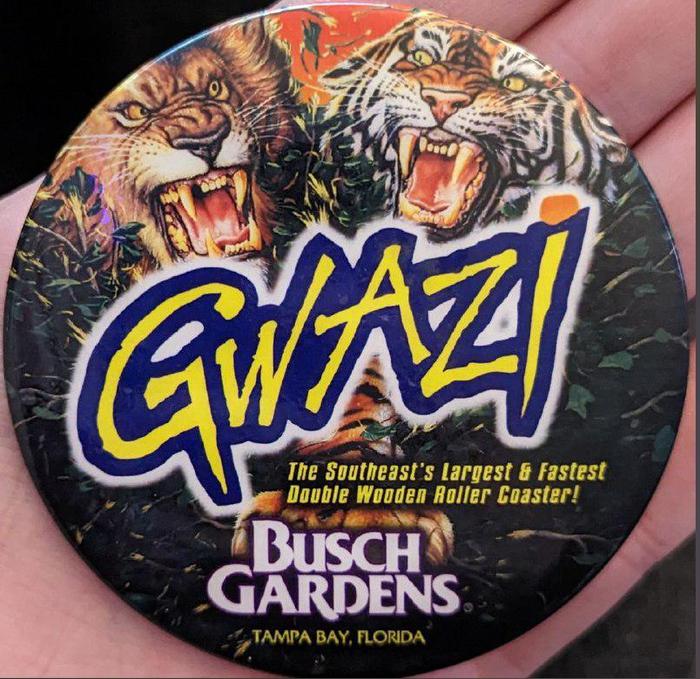 GWAZi
The Southeast's Largest & Fastest
Double Wooden Roller Coaster!
BUSCH
GARDENS®
TAMPA BAY, FLORIDA